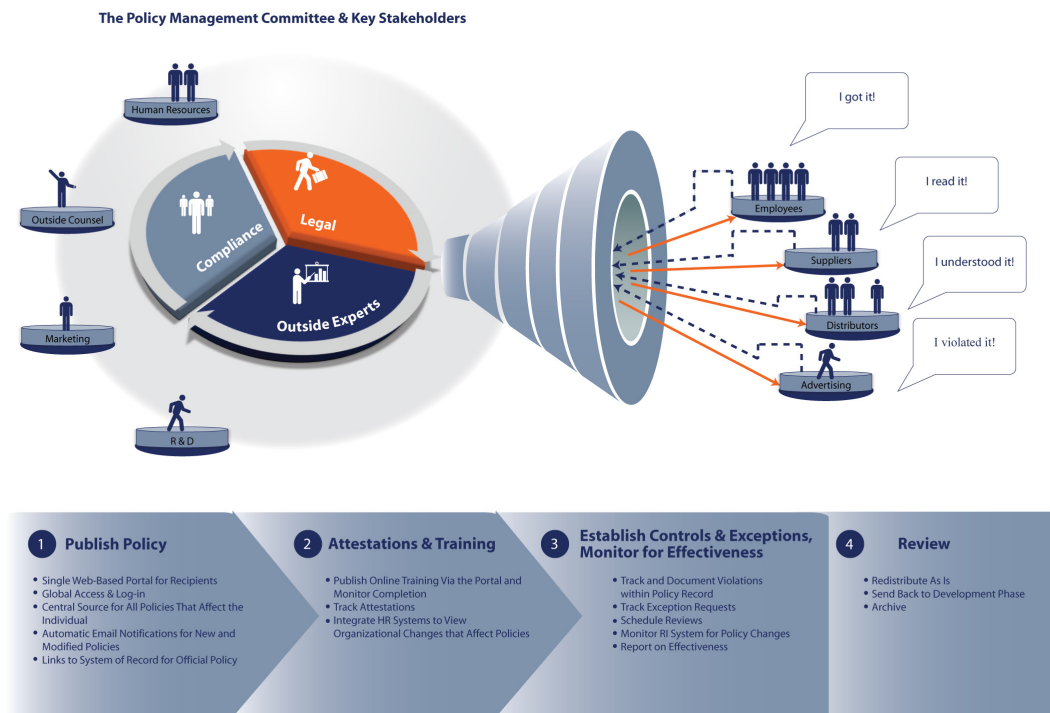 The Policy Management Committee & Key Stakeholders
Human Resources
Outside Counsel
Marketing
R & D
Compliance
Legal
Outside Experts
I got it!
Employees
I read it!
Suppliers
I understood it!
Distributors
I violated it!
Advertising
1 Publish Policy
Single Web-Based Portal for Recipients
Global Access & Log-in
Central Source for All Policies That Affect the
Individual
Automatic Email Notifications for New and
Modified Policies
Links to System of Record for Official Policy
2 Attestations & Training
Publish Online Training Via the Portal and
Monitor Completion
Track Attestations
Integrate HR Systems to View
Organizational Changes that Affect Policies
3 Establish Controls & Exceptions,
Monitor for Effectiveness
Track and Document Violations
within Policy Record
Track Exception Requests
Schedule Reviews
Monitor RI System for Policy Changes
Report on Effectiveness
4 Review
Redistribute As Is
Send Back to Development Phase
Archive